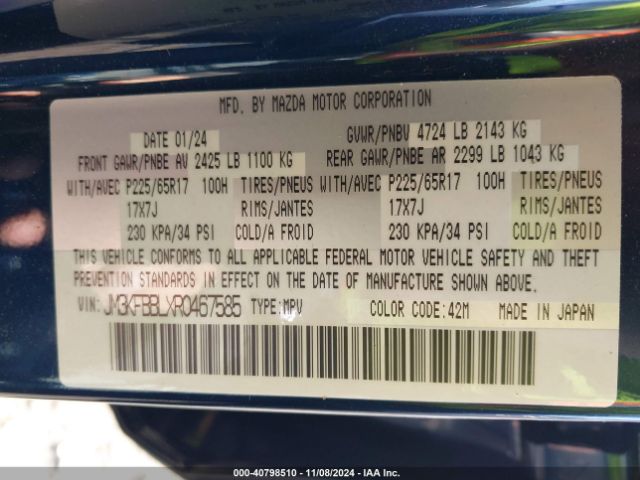 MFD. BY MAZDA MOTOR CORPORATION
DATE 01/24 GVWR/PNBV 4724 LB 2143 KG
FRONT GAWR/PNBE AV 2425 LB 1100 KG REAR GAWR/PNBE AR 2299 LB 1043 KG
WITH/AVEC P225/65R17 100H TIRES/PNEUS WITH/AVEC P225/65R17 100H TIRES/PNEUS
17X7J RIMS/JANTES 17X7J RIMS/JANTES
230 KPA/34 PSI COLD/A FROID 230 KPA/34 PSI COLD/A FROID
THIS VEHICLE CONFORMS TO ALL APPLICABLE FEDERAL MOTOR VEHICLE SAFETY AND THEFT
PREVENTION STANDARDS IN EFFECT ON THE DATE OF MANUFACTURE SHOWN ABOVE.
VIN: JM3KFBBLXR0467585 TYPE:MPV COLOR CODE:42M MADE IN JAPAN
000-40798510 - 11/08/2024 - IAA Inc.